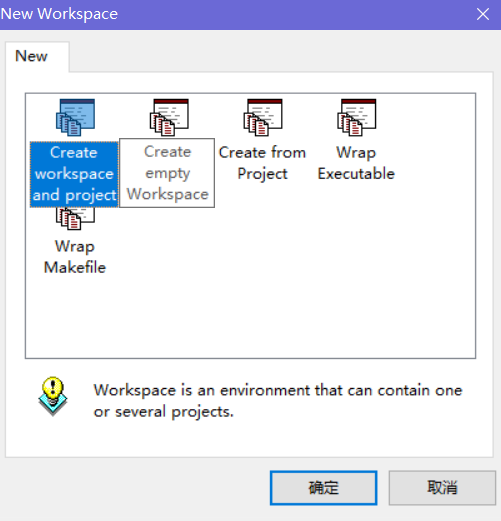 New Workspace
New
Create
workspace
and project
Create
empty
Workspace
Create from
Project
Wrap
Executable
Wrap
Makefile
Workspace is an environment that can contain one
or several projects.
确定
取消